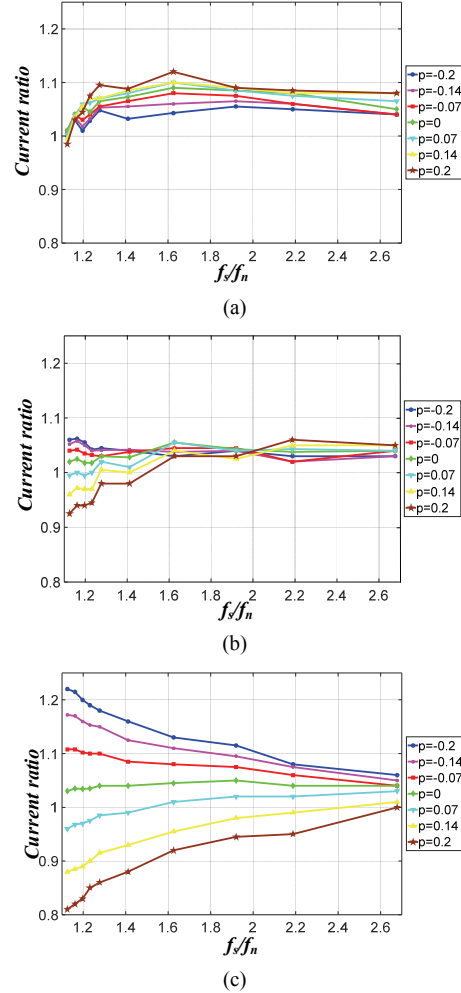 (a)
1.2
1.1
1
0.9
0.8
Current ratio
1.2 1.4 1.6 1.8 2 2.2 2.4 2.6
fs/fn
p=-0.2
p=-0.14
p=-0.07
p=0
p=0.07
p=0.14
p=0.2
(a)
1.2
1.1
1
0.9
0.8
Current ratio
1.2 1.4 1.6 1.8 2 2.2 2.4 2.6
fs/fn
p=-0.2
p=-0.14
p=-0.07
p=0
p=0.07
p=0.14
p=0.2
(b)
1.2
1.1
1
0.9
0.8
Current ratio
1.2 1.4 1.6 1.8 2 2.2 2.4 2.6
fs/fn
p=-0.2
p=-0.14
p=-0.07
p=0
p=0.07
p=0.14
p=0.2
(c)